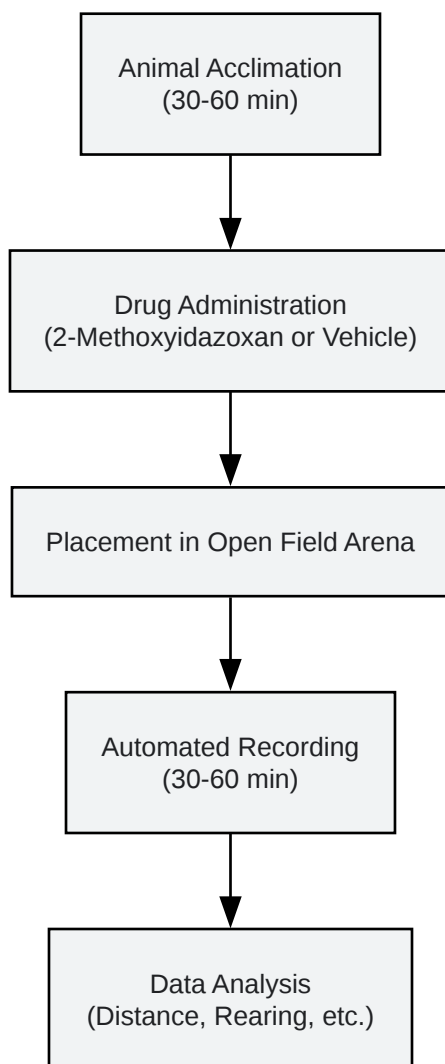 Animal Acclimation
(30-60 min)
Drug Administration
(2-Methoxyidazoxan or Vehicle)
Placement in Open Field Arena
Automated Recording
(30-60 min)
Data Analysis
(Distance, Rearing, etc.)